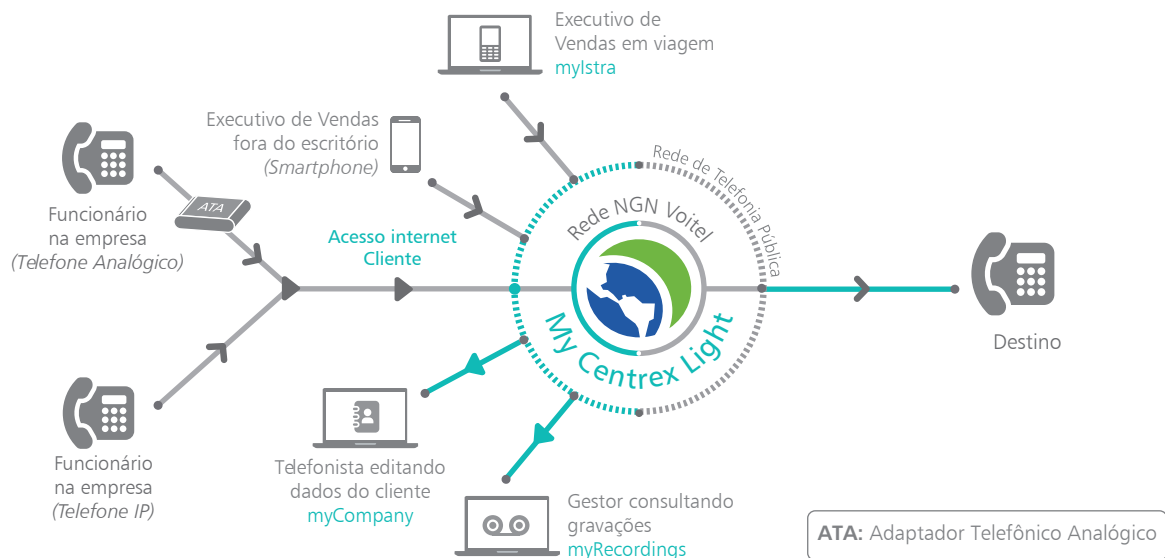 Executivo de
Vendas em viagem
myIstra
Executivo de Vendas
fora do escritório
(Smartphone)
ATA
Funcionário
na empresa
(Telefone Analógico)
Acesso internet
Cliente
Rede de Telefonia Pública
Rede NGN Voitel
My Centrex Light
Destino
Funcionário
na empresa
(Telefone IP)
Telefonista editando
dados do cliente
myCompany
Gestor consultando
gravações
myRecordings
ATA: Adaptador Telefônico Analógico